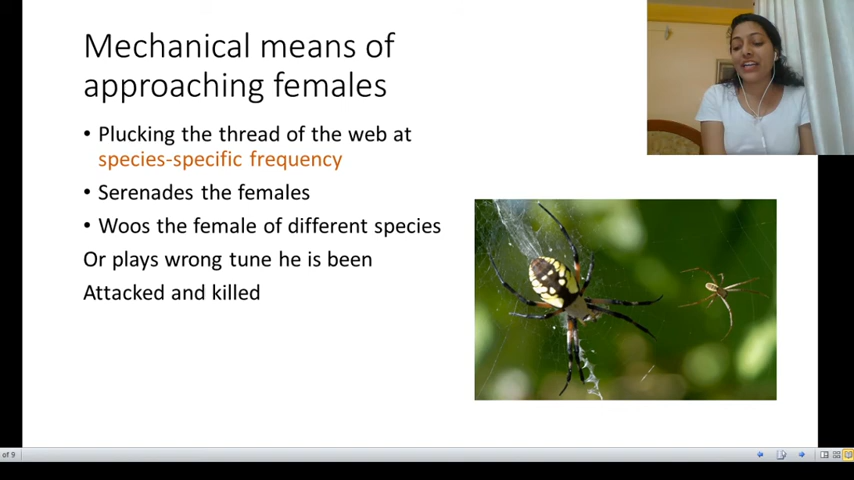 Mechanical means of
approaching females
• Plucking the thread of the web at
species-specific frequency
• Serenades the females
• Woos the female of different species
Or plays wrong tune he is been
Attacked and killed
of 9